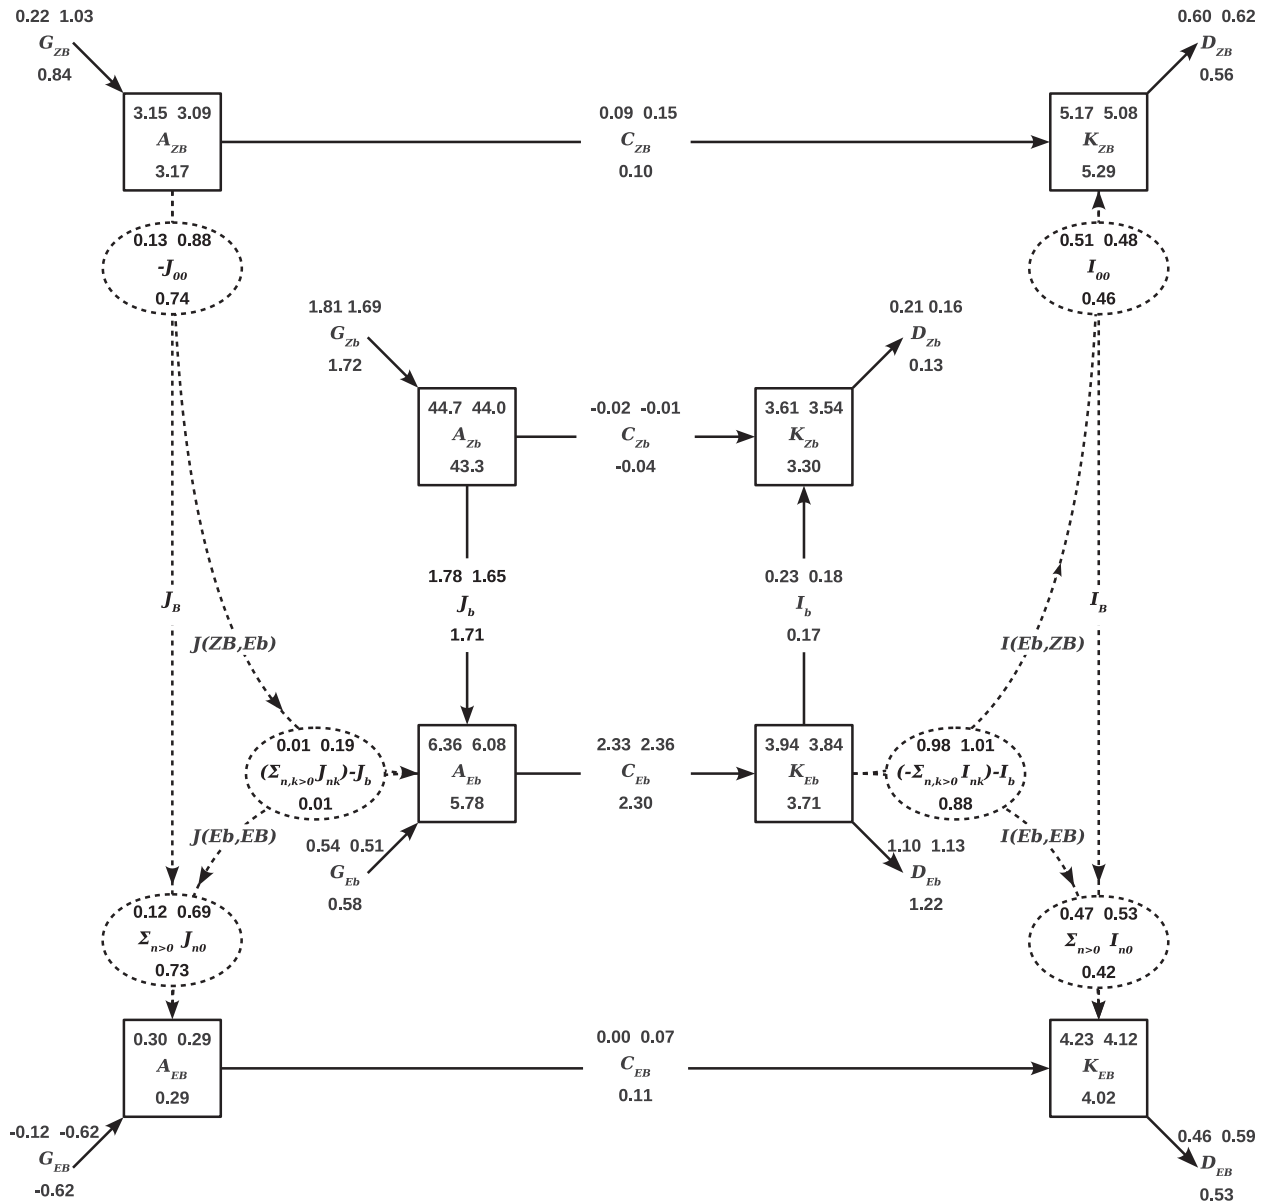 0.22 1.03
G_ZB
0.84
0.60 0.62
D_ZB
0.56
3.15 3.09
A_ZB
3.17
0.09 0.15
C_ZB
0.10
5.17 5.08
K_ZB
5.29
0.13 0.88
-J_00
0.74
0.51 0.48
I_00
0.46
1.81 1.69
G_Zb
1.72
0.21 0.16
D_Zb
0.13
44.7 44.0
A_Zb
43.3
-0.02 -0.01
C_Zb
-0.04
3.61 3.54
K_Zb
3.30
J_B
1.78 1.65
J_b
1.71
0.23 0.18
I_b
0.17
I_B
J(ZB,Eb)
I(Eb,ZB)
0.01 0.19
(Σ_n,k>0 J_nk)-J_b
0.01
6.36 6.08
A_Eb
5.78
2.33 2.36
C_Eb
2.30
3.94 3.84
K_Eb
3.71
0.98 1.01
(-Σ_n,k>0 I_nk)-I_b
0.88
J(Eb,EB)
I(Eb,EB)
0.54 0.51
G_Eb
0.58
1.10 1.13
D_Eb
1.22
0.12 0.69
Σ_n>0 J_n0
0.73
0.47 0.53
Σ_n>0 I_n0
0.42
0.30 0.29
A_EB
0.29
0.00 0.07
C_EB
0.11
4.23 4.12
K_EB
4.02
-0.12 -0.62
G_EB
-0.62
0.46 0.59
D_EB
0.53